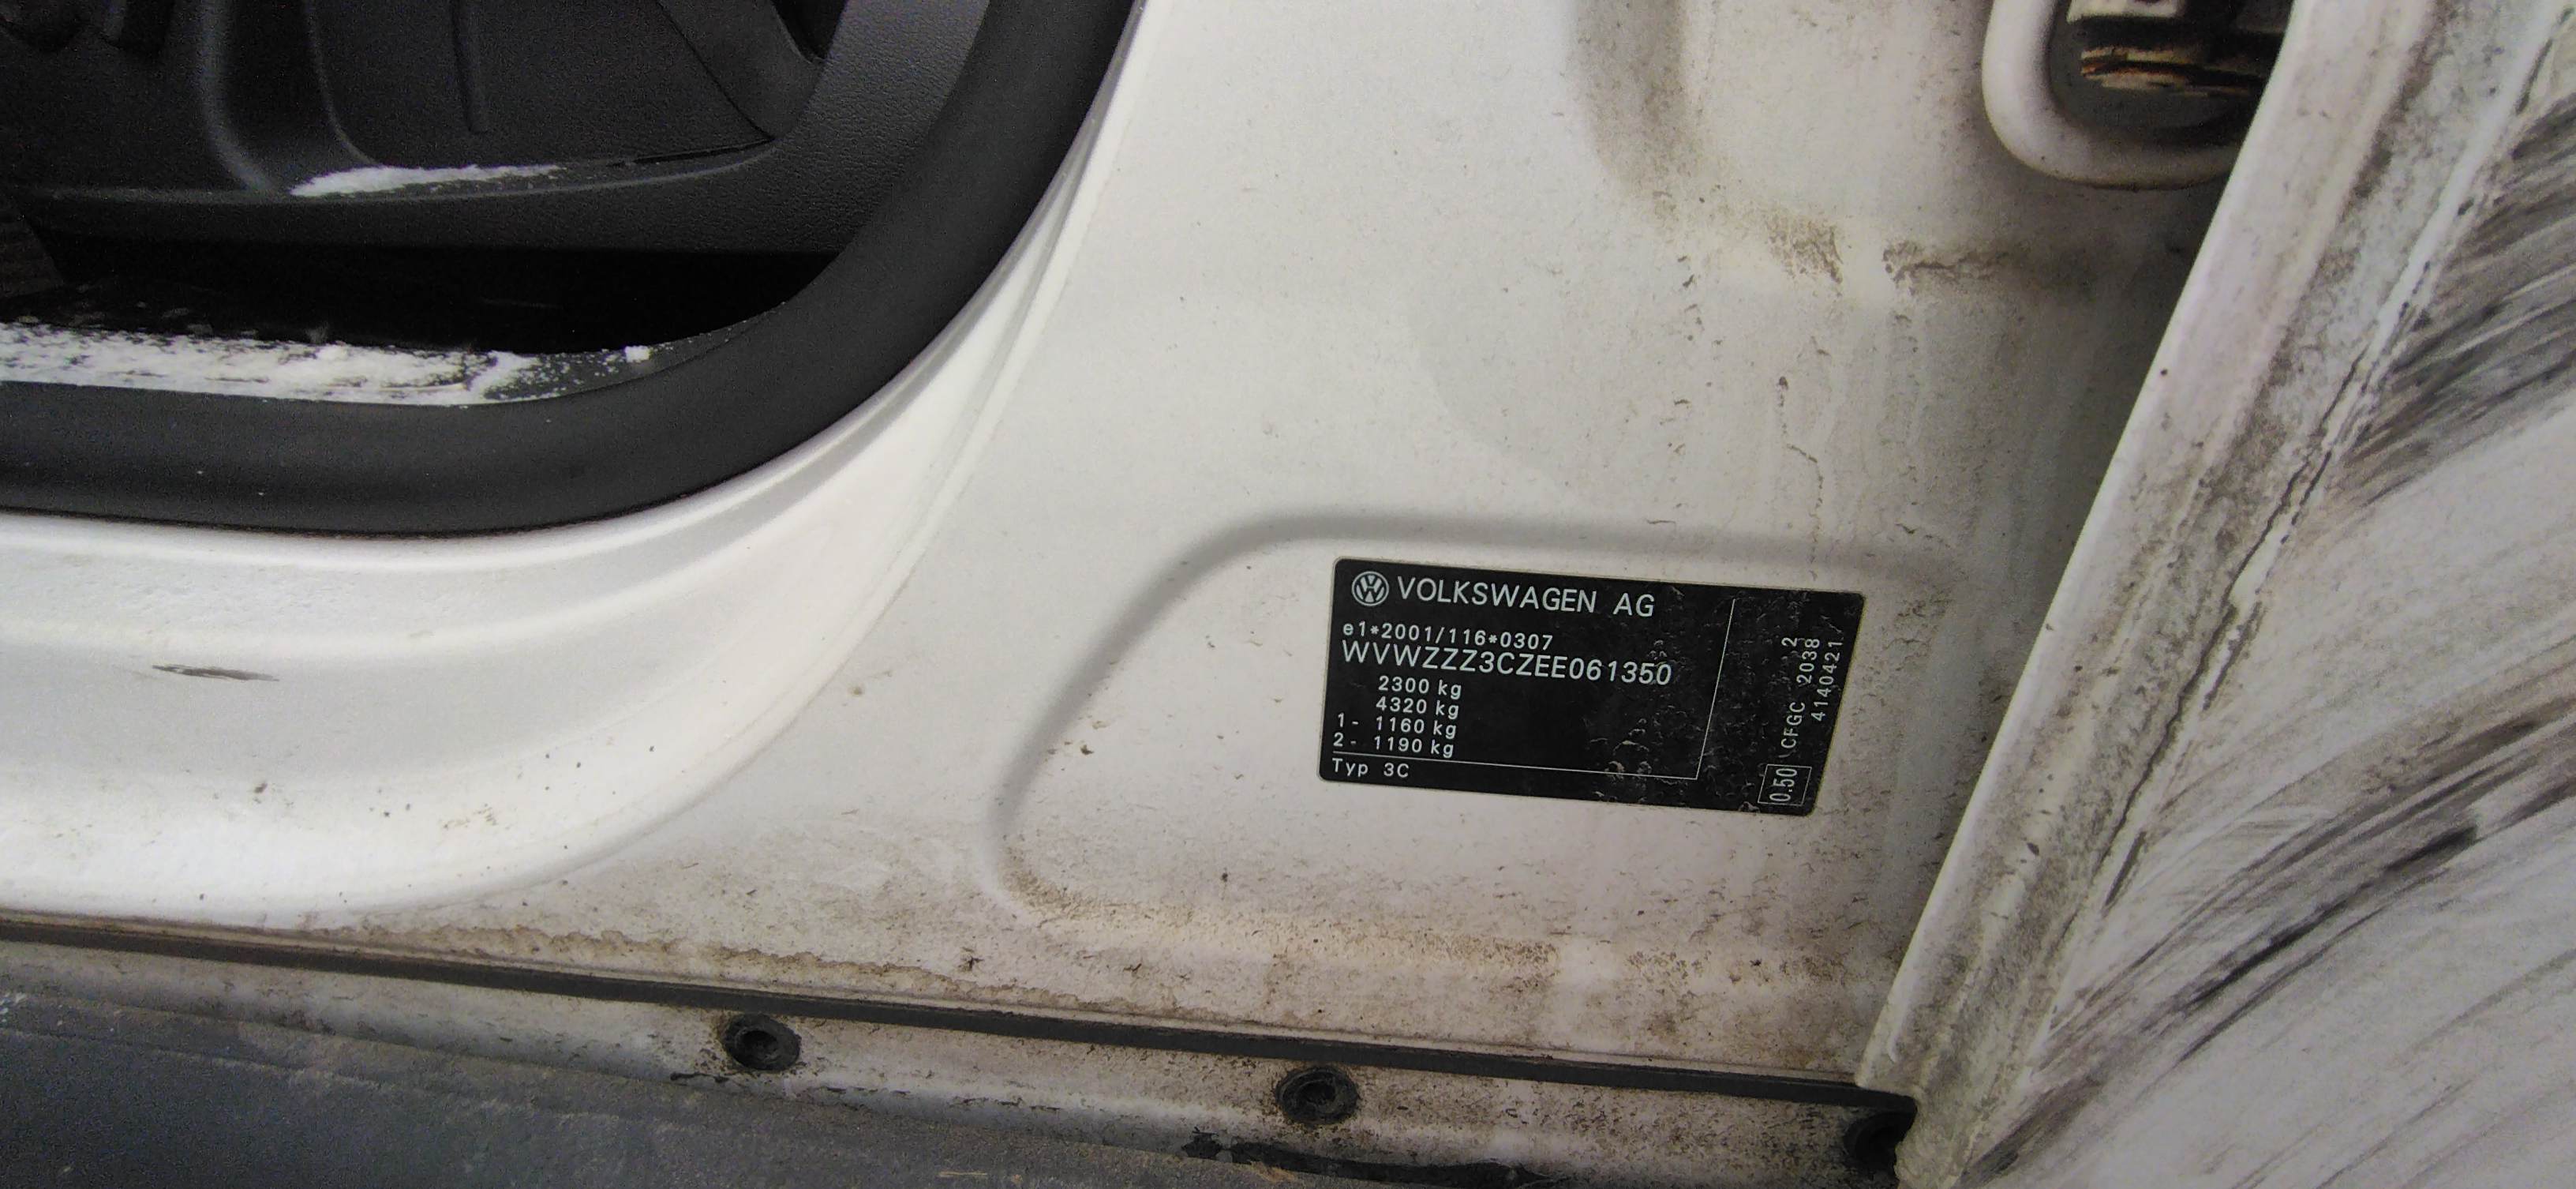 VOLKSWAGEN AG
e1*2001/116*0307
WVWZZZ3CZEE061350
2300 kg
4320 kg
1- 1160 kg
2- 1190 kg
Typ 3C
2
0.50 CFGC 2038
4140421